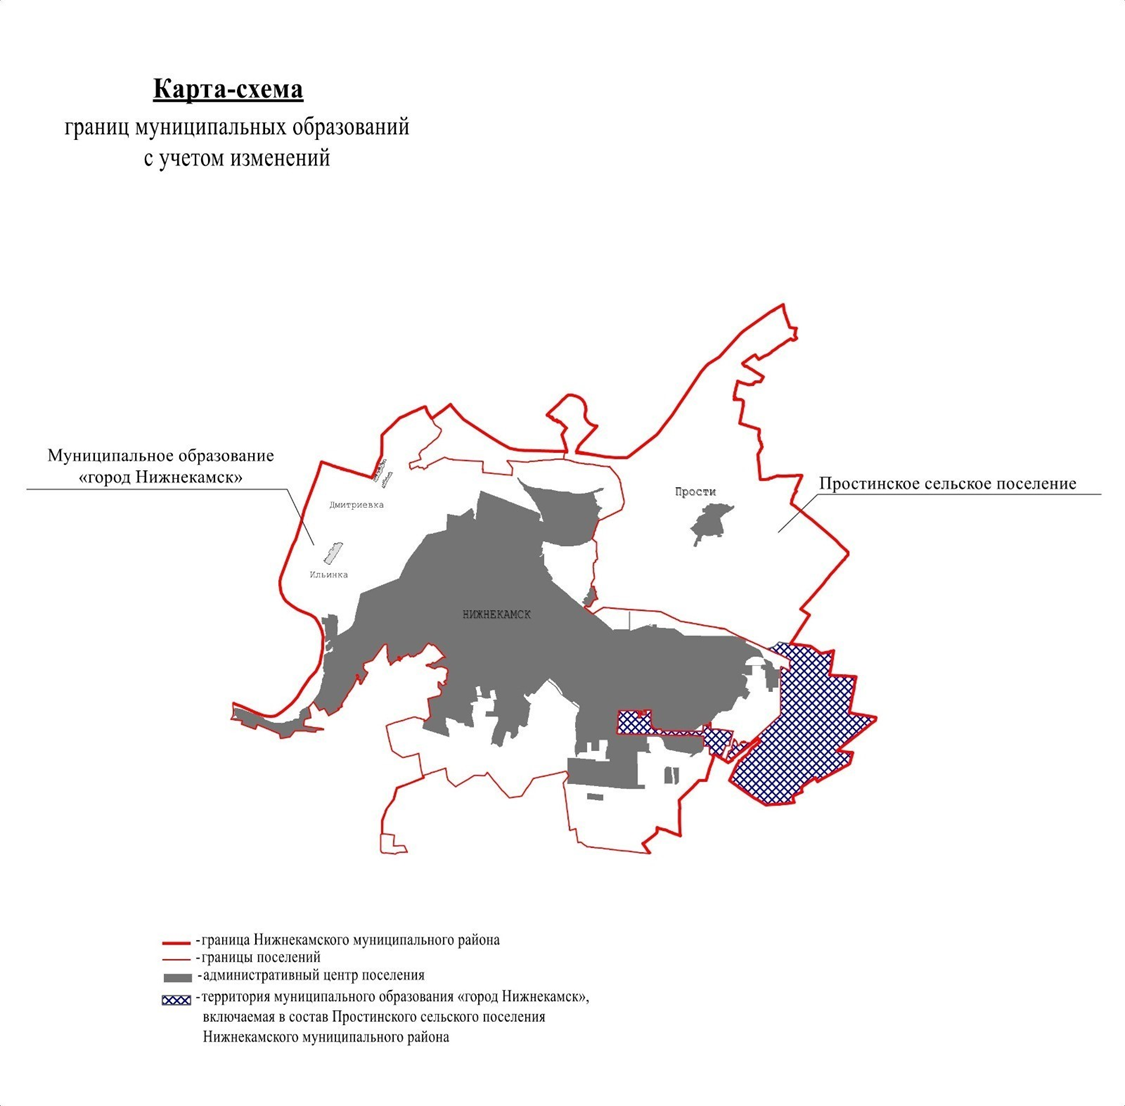 Карта-схема
границ муниципальных образований
с учетом изменений
Муниципальное образование
«город Нижнекамск»
Простинское сельское поселение
Прости
Дмитриевка
Ильинка
НИЖНЕКАМСК
-граница Нижнекамского муниципального района
-границы поселений
-административный центр поселения
-территория муниципального образования «город Нижнекамск»,
включаемая в состав Простинского сельского поселения
Нижнекамского муниципального района